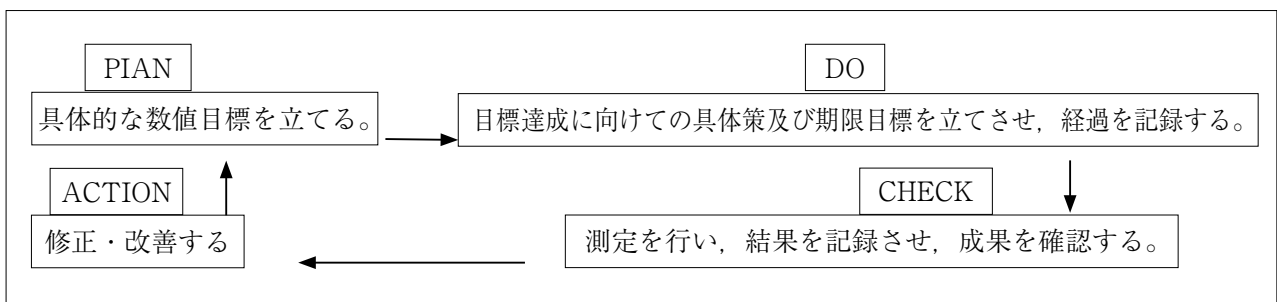 PIAN
DO
具体的な数値目標を立てる。
目標達成に向けての具体策及び期限目標を立てさせ，経過を記録する。
ACTION
CHECK
修正・改善する
測定を行い，結果を記録させ，成果を確認する。